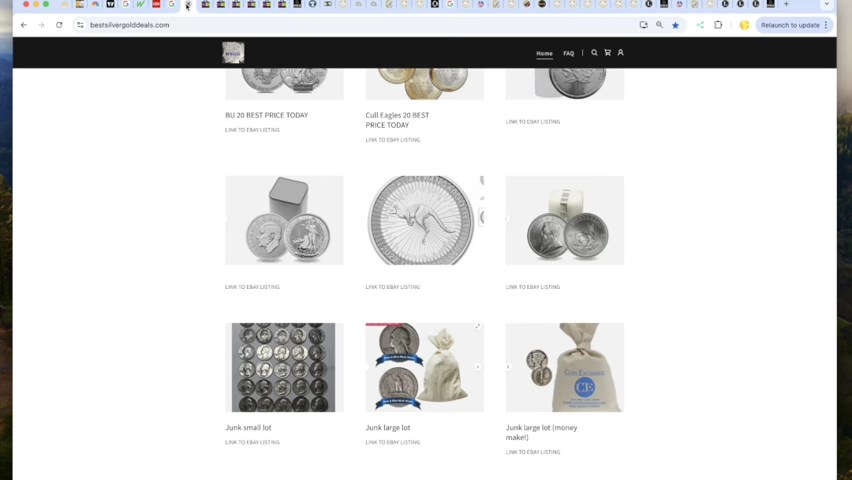 bestsilvergolddeals.com
Relaunch to update
Home
FAQ
BU 20 BEST PRICE TODAY
LINK TO EBAY LISTING
Cull Eagles 20 BEST
PRICE TODAY
LINK TO EBAY LISTING
LINK TO EBAY LISTING
LINK TO EBAY LISTING
LINK TO EBAY LISTING
LINK TO EBAY LISTING
CE
Junk small lot
LINK TO EBAY LISTING
Junk large lot
LINK TO EBAY LISTING
Junk large lot (money
make!)
LINK TO EBAY LISTING